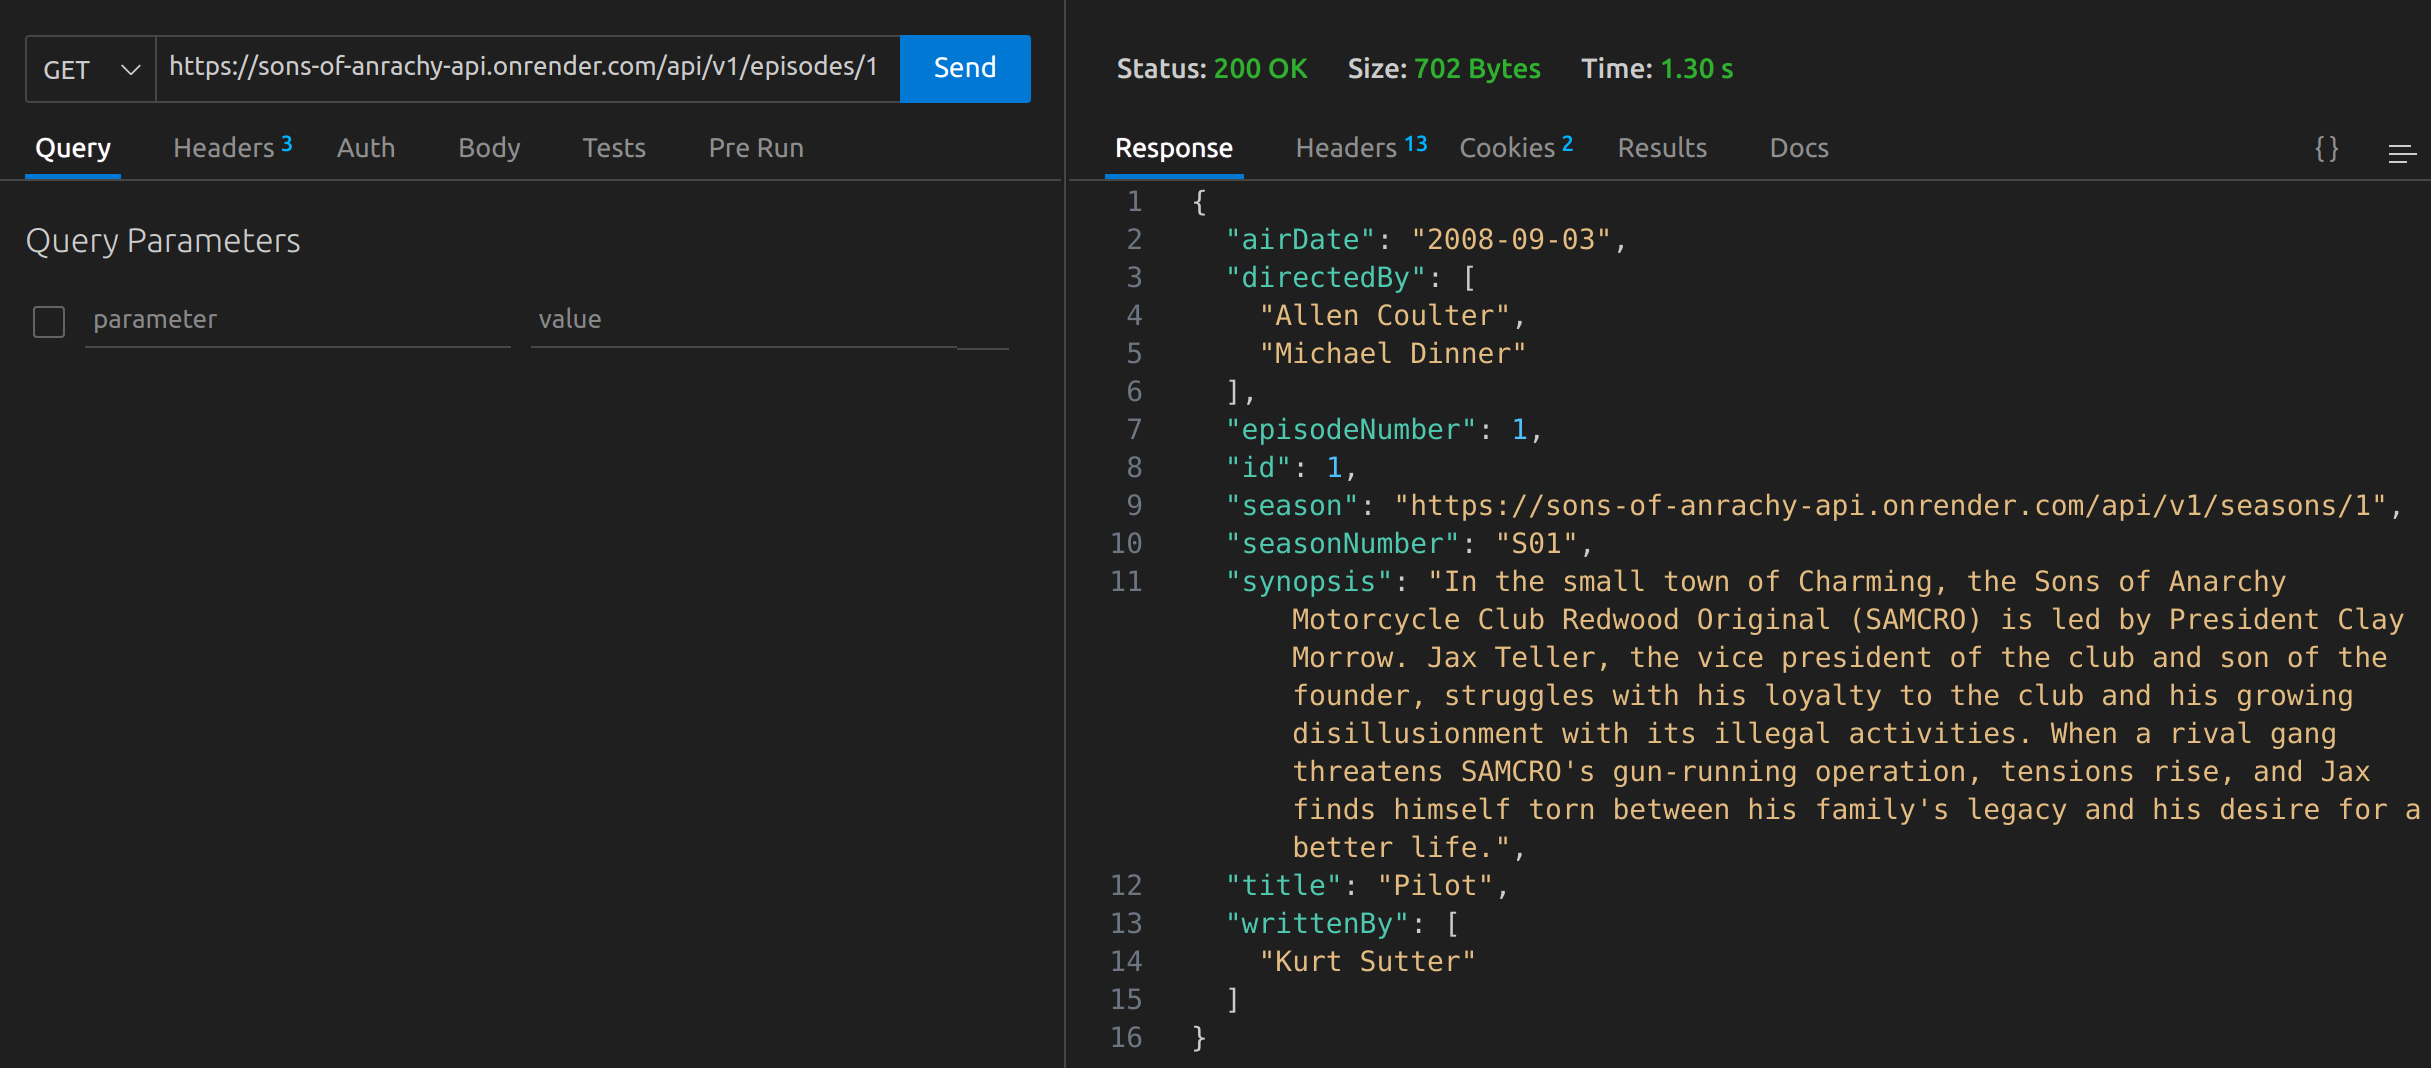 GET https://sons-of-anrachy-api.onrender.com/api/v1/episodes/1 Send
Query Headers 3 Auth Body Tests Pre Run
Query Parameters
parameter value
Status: 200 OK Size: 702 Bytes Time: 1.30 s
Response Headers 13 Cookies 2 Results Docs {}
1 {
2 "airDate": "2008-09-03",
3 "directedBy": [
4 "Allen Coulter",
5 "Michael Dinner"
6 ],
7 "episodeNumber": 1,
8 "id": 1,
9 "season": "https://sons-of-anrachy-api.onrender.com/api/v1/seasons/1",
10 "seasonNumber": "S01",
11 "synopsis": "In the small town of Charming, the Sons of Anarchy
Motorcycle Club Redwood Original (SAMCRO) is led by President Clay
Morrow. Jax Teller, the vice president of the club and son of the
founder, struggles with his loyalty to the club and his growing
disillusionment with its illegal activities. When a rival gang
threatens SAMCRO's gun-running operation, tensions rise, and Jax
finds himself torn between his family's legacy and his desire for a
better life.",
12 "title": "Pilot",
13 "writtenBy": [
14 "Kurt Sutter"
15 ]
16 }